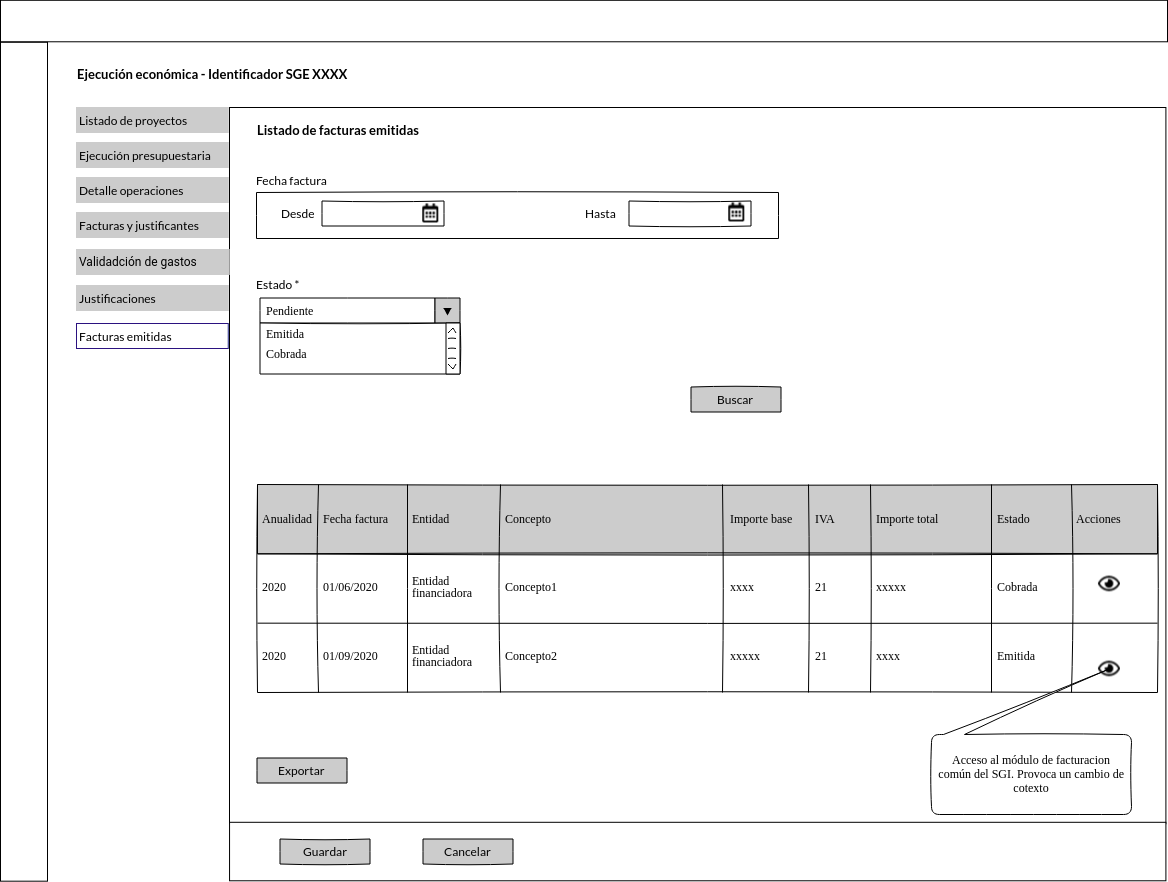 Ejecución económica - Identificador SGE XXXX
Listado de proyectos
Ejecución presupuestaria
Detalle operaciones
Facturas y justificantes
Validadción de gastos
Justificaciones
Facturas emitidas
Listado de facturas emitidas
Fecha factura
Desde
Hasta
Estado *
Pendiente
Emitida
Cobrada
Buscar
Anualidad Fecha factura Entidad Concepto Importe base IVA Importe total Estado Acciones
2020 01/06/2020 Entidad financiadora Concepto1 xxxx 21 xxxxx Cobrada
2020 01/09/2020 Entidad financiadora Concepto2 xxxxx 21 xxxx Emitida
Acceso al módulo de facturacion
común del SGI. Provoca un cambio de
cotexto
Exportar
Guardar
Cancelar